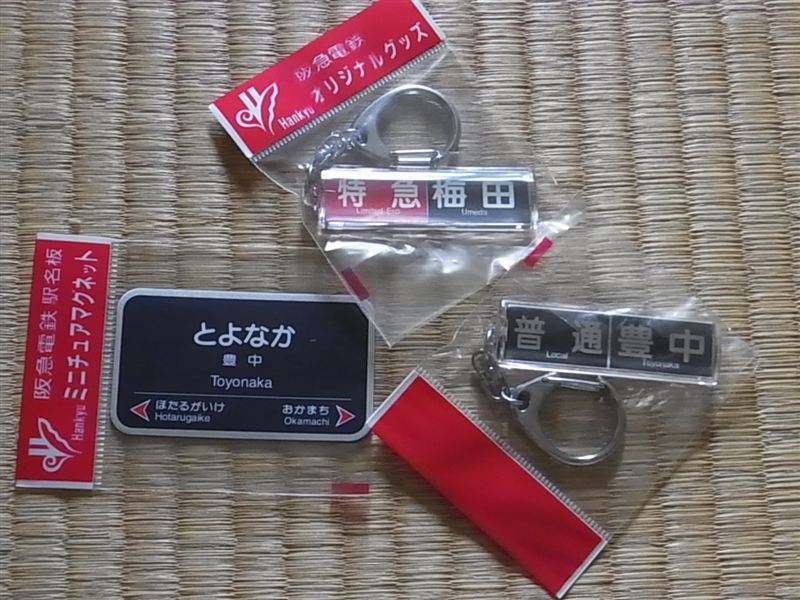 阪急電鉄
Hankyu オリジナルグッズ
特急 梅田
Limited Exp. Umeda
阪急電鉄 駅名板
Hankyu ミニチュアマグネット
とよなか
豊中
Toyonaka
ほたるがいけ おかまち
Hotarugaike Okamachi
普通 豊中
Local Toyonaka